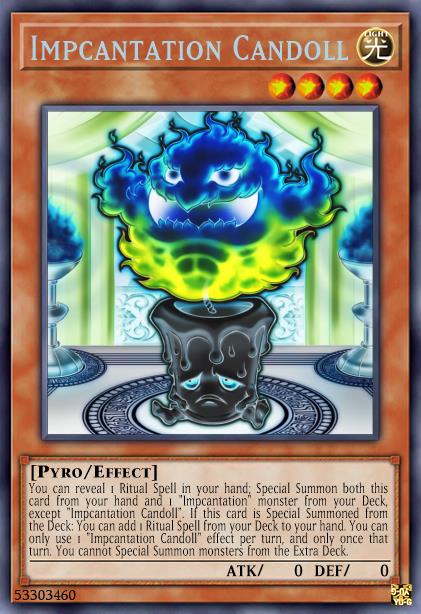 IMPCANTATION CANDOLL
LIGHT
光
[PYRO/EFFECT]
You can reveal 1 Ritual Spell in your hand; Special Summon both this
card from your hand and 1 "Impcantation" monster from your Deck,
except "Impcantation Candoll". If this card is Special Summoned from
the Deck: You can add 1 Ritual Spell from your Deck to your hand. You can
only use 1 "Impcantation Candoll" effect per turn, and only once that
turn. You cannot Special Summon monsters from the Extra Deck.
ATK/ 0 DEF/ 0
53303460